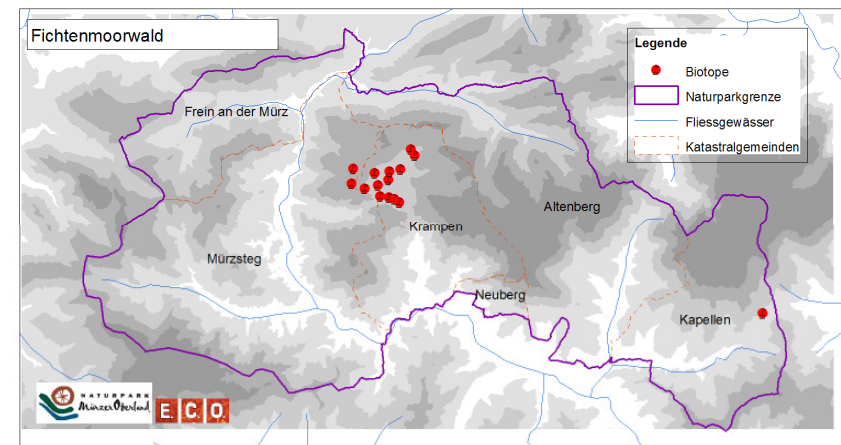 Fichtenmoorwald
Legende
Biotope
Naturparkgrenze
Fliessgewässer
Katastralgemeinden
Frein an der Mürz
Altenberg
Krampen
Mürzsteg
Neuberg
Kapellen
NATURPARK
Mürzer Oberland
E.C.O.